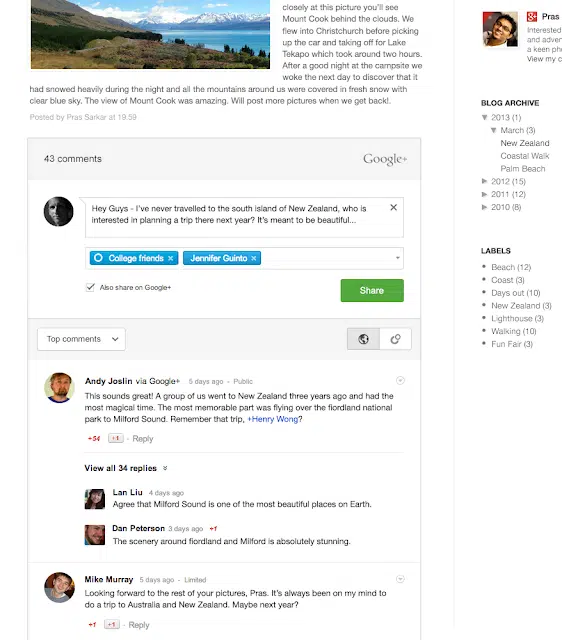 closely at this picture you'll see
Mount Cook behind the clouds. We
flew into Christchurch before picking
up the car and taking off for Lake
Tekapo which took around two hours.
After a good night at the campsite we
woke the next day to discover that it
had snowed heavily during the night and all the mountains around us were covered in fresh snow with
clear blue sky. The view of Mount Cook was amazing. Will post more pictures when we get back!.
Posted by Pras Sarkar at 19.59
43 comments
Google+
Hey Guys - I've never travelled to the south island of New Zealand, who is
interested in planning a trip there next year? It's meant to be beautiful...
College friends
Jennifer Guinto
Also share on Google+
Share
Top comments
Andy Joslin via Google+ 5 days ago - Public
This sounds great! A group of us went to New Zealand three years ago and had the
most magical time. The most memorable part was flying over the fiordland national
park to Milford Sound. Remember that trip, +Henry Wong?
+54 +1 - Reply
View all 34 replies
Lan Liu 4 days ago
Agree that Milford Sound is one of the most beautiful places on Earth.
Dan Peterson 3 days ago +1
The scenery around fiordland and Milford is absolutely stunning.
Mike Murray 5 days ago - Limited
Looking forward to the rest of your pictures, Pras. It's always been on my mind to
do a trip to Australia and New Zealand. Maybe next year?
+1 +1 - Reply
Pras
Interested
and adven
a keen pho
View my c
BLOG ARCHIVE
▼ 2013 (1)
▼ March (3)
New Zealand
Coastal Walk
Palm Beach
► 2012 (15)
► 2011 (12)
► 2010 (8)
LABELS
• Beach (12)
• Coast (3)
• Days out (10)
• New Zealand (3)
• Lighthouse (3)
• Walking (10)
• Fun Fair (3)